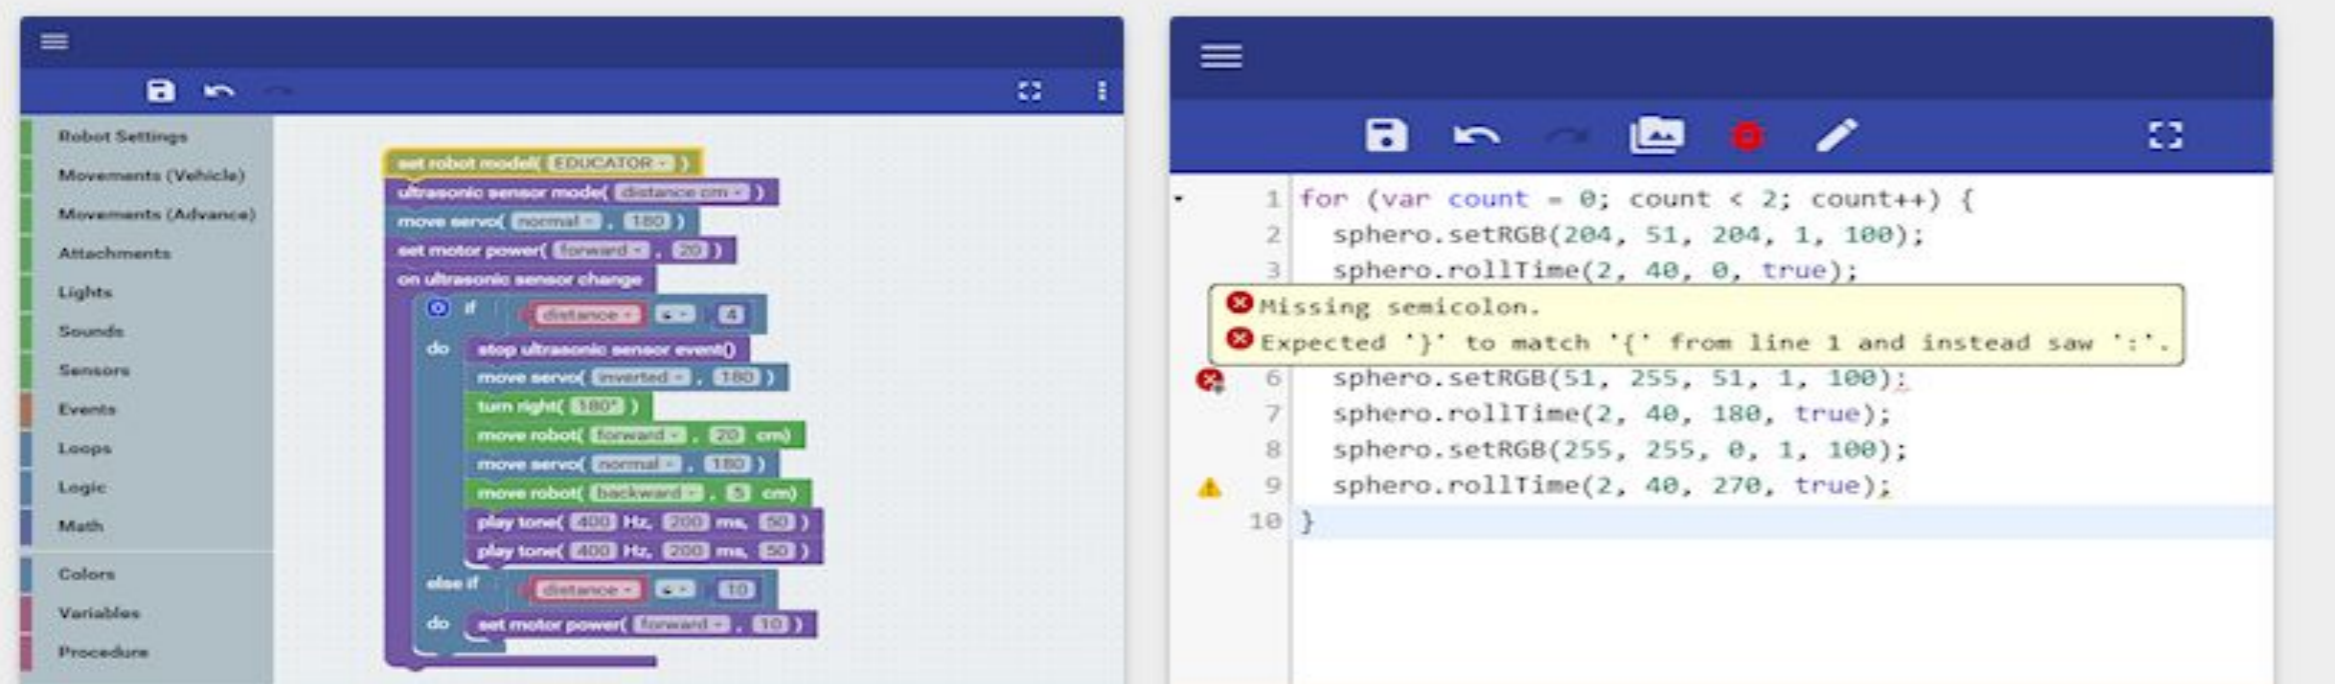 Robot Settings
Movements (Vehicle)
Movements (Advance)
Attachments
Lights
Sounds
Sensors
Events
Loops
Logic
Math
Colors
Variables
Procedure
set robot model( EDUCATOR )
ultrasonic sensor mode( distance cm )
move servo( normal , 180 )
set motor power( forward , 20 )
on ultrasonic sensor change
if distance ≤ 4
do stop ultrasonic sensor event()
move servo( inverted , 180 )
turn right( 180° )
move robot( forward , 20 cm)
move servo( normal , 180 )
move robot( backward , 5 cm)
play tone( 400 Hz, 200 ms, 50 )
play tone( 400 Hz, 200 ms, 50 )
else if distance ≤ 10
do set motor power( forward , 10 )
1 for (var count = 0; count < 2; count++) {
2 sphero.setRGB(204, 51, 204, 1, 100);
3 sphero.rollTime(2, 40, 0, true);
Missing semicolon.
Expected '}' to match '{' from line 1 and instead saw ':'.
6 sphero.setRGB(51, 255, 51, 1, 100):
7 sphero.rollTime(2, 40, 180, true);
8 sphero.setRGB(255, 255, 0, 1, 100);
9 sphero.rollTime(2, 40, 270, true);
10 }